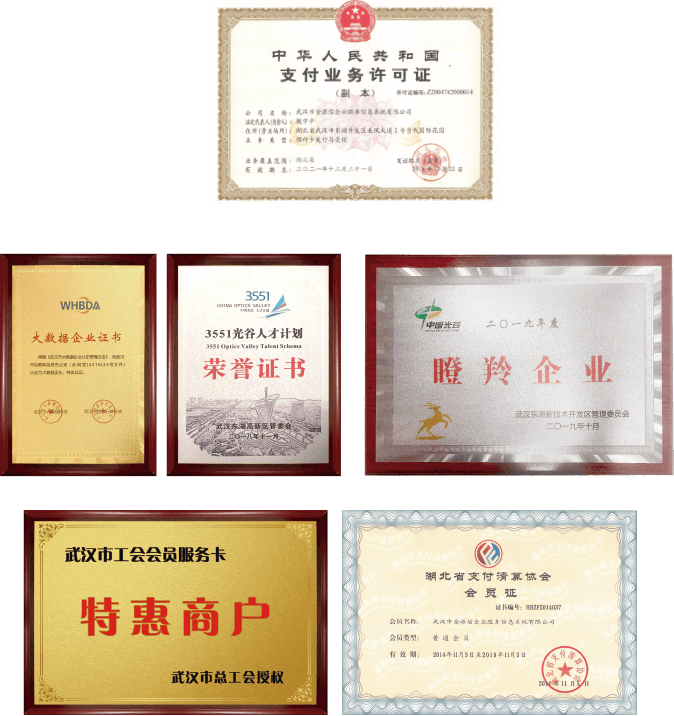 中华人民共和国
支付业务许可证
（副 本）
许可证编号:Z2004742000014
公 司 名 称: 武汉市金源信企业服务信息系统有限公司
法定代表人(负责人)
住所(营业场所): 湖北省武汉市东湖开发区关凤大道2号当代国际花园
业 务 类 型: 预付卡发行与受理
业务覆盖范围: 湖北省
有 效 期 至: 二〇二一年十二月二十一日
WHBDA
大数据企业证书
3551
CHINA OPTICS VALLEY
3551光谷人才计划
3551 Optics Valley Talent Schema
荣誉证书
武汉东湖高新区管委会
二〇一八年十一月
中国光谷
二〇一九年度
瞪羚企业
武汉东湖新技术开发区管理委员会
二〇一九年十月
武汉市工会会员服务卡
特惠商户
武汉市总工会授权
湖北省支付清算协会
会员证
证书编号: HBZFZ014037
会员名称: 武汉市金源信企业服务信息系统有限公司
会员类型: 普通会员
有 效 期: 2014年11月5日至2019年11月5日
湖北省支付清算协会
2014年11月5日